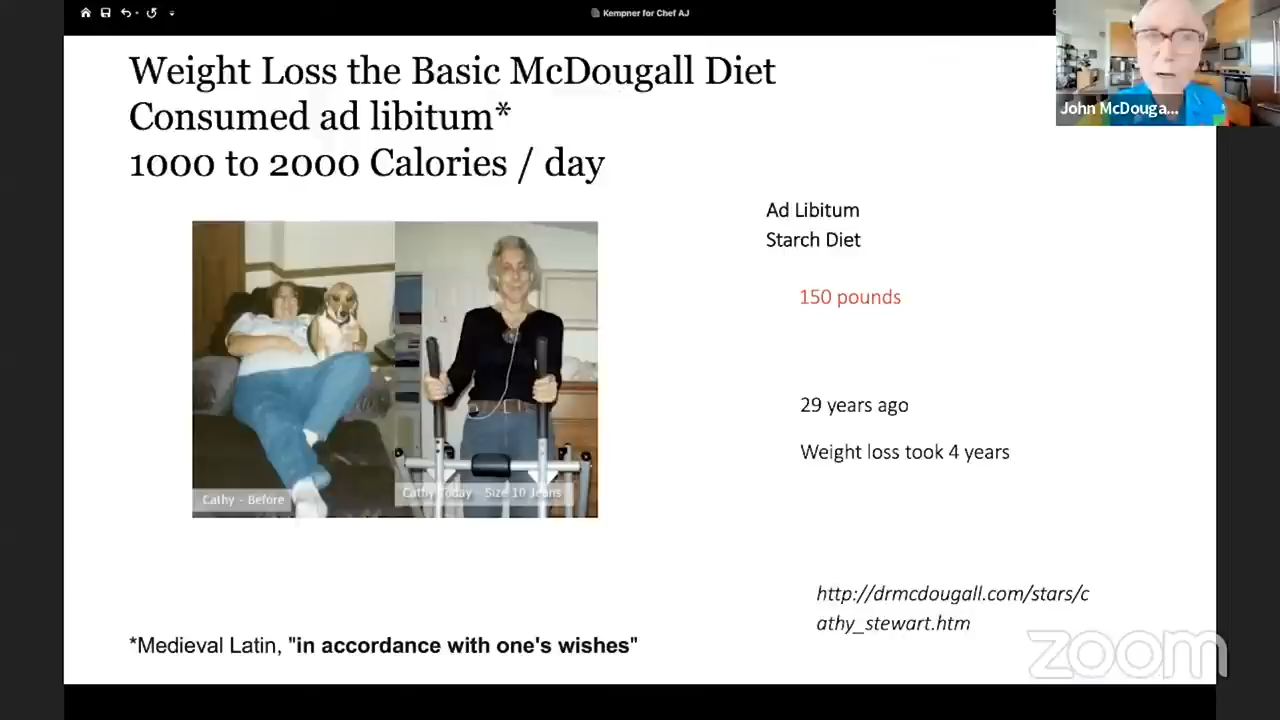 Kempner for Chef AJ
John McDouga...
Weight Loss the Basic McDougall Diet
Consumed ad libitum*
1000 to 2000 Calories / day
Ad Libitum
Starch Diet
150 pounds
29 years ago
Weight loss took 4 years
Cathy - Before
Cathy Today - Size 10 Jeans
http://drmcdougall.com/stars/c
athy_stewart.htm
*Medieval Latin, "in accordance with one's wishes"
zoom